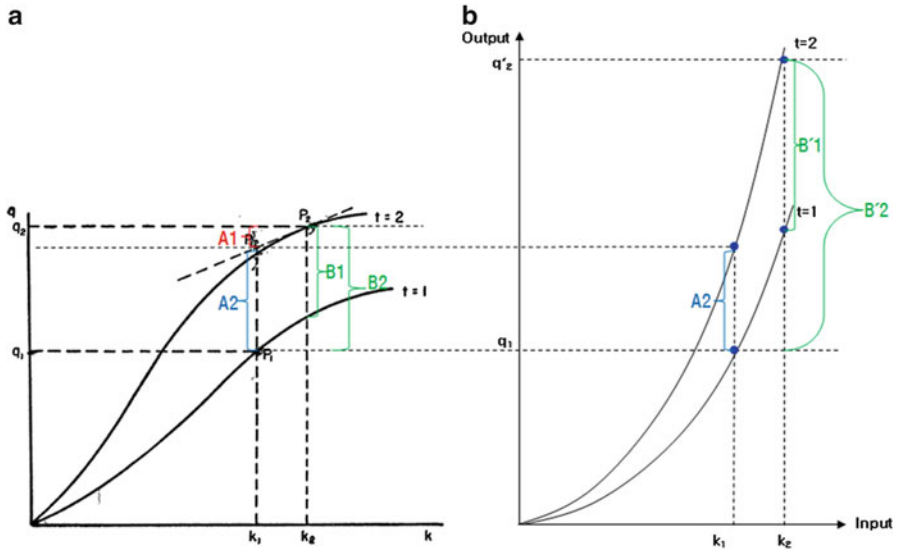 a
q
q₂
A1
P₂
t = 2
B1
B2
A2
t = 1
q₁
P₁
k₁
k₂
k
b
Output
t=2
q'₂
B'1
t=1
B'2
A2
q₁
k₁
k₂
Input